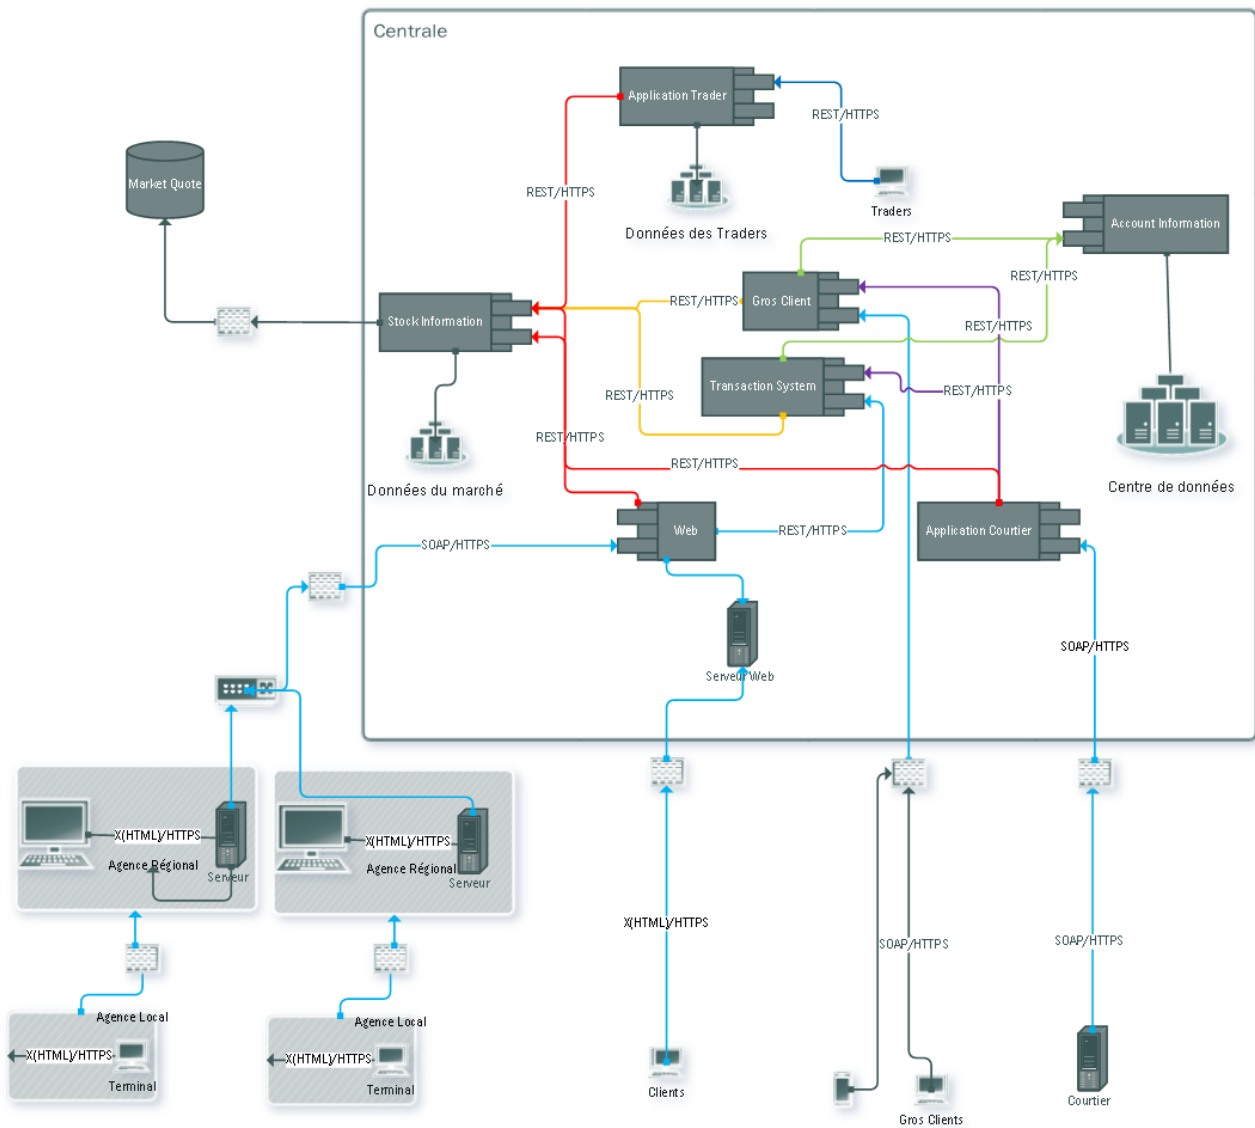 Centrale
Application Trader
REST/HTTPS
Market Quote
REST/HTTPS
Traders
Données des Traders
Account Information
REST/HTTPS
REST/HTTPS
REST/HTTPS
Gros Client
Stock Information
REST/HTTPS
Transaction System
REST/HTTPS
REST/HTTPS
REST/HTTPS
REST/HTTPS
Données du marché
Centre de données
Web
REST/HTTPS
Application Courtier
SOAP/HTTPS
SOAP/HTTPS
Serveur Web
X(HTML)/HTTPS
Agence Régional
Serveur
X(HTML)/HTTPS
Agence Régional
Serveur
X(HTML)/HTTPS
SOAP/HTTPS
SOAP/HTTPS
Agence Local
X(HTML)/HTTPS
Terminal
Agence Local
X(HTML)/HTTPS
Terminal
Clients
Gros Clients
Courtier